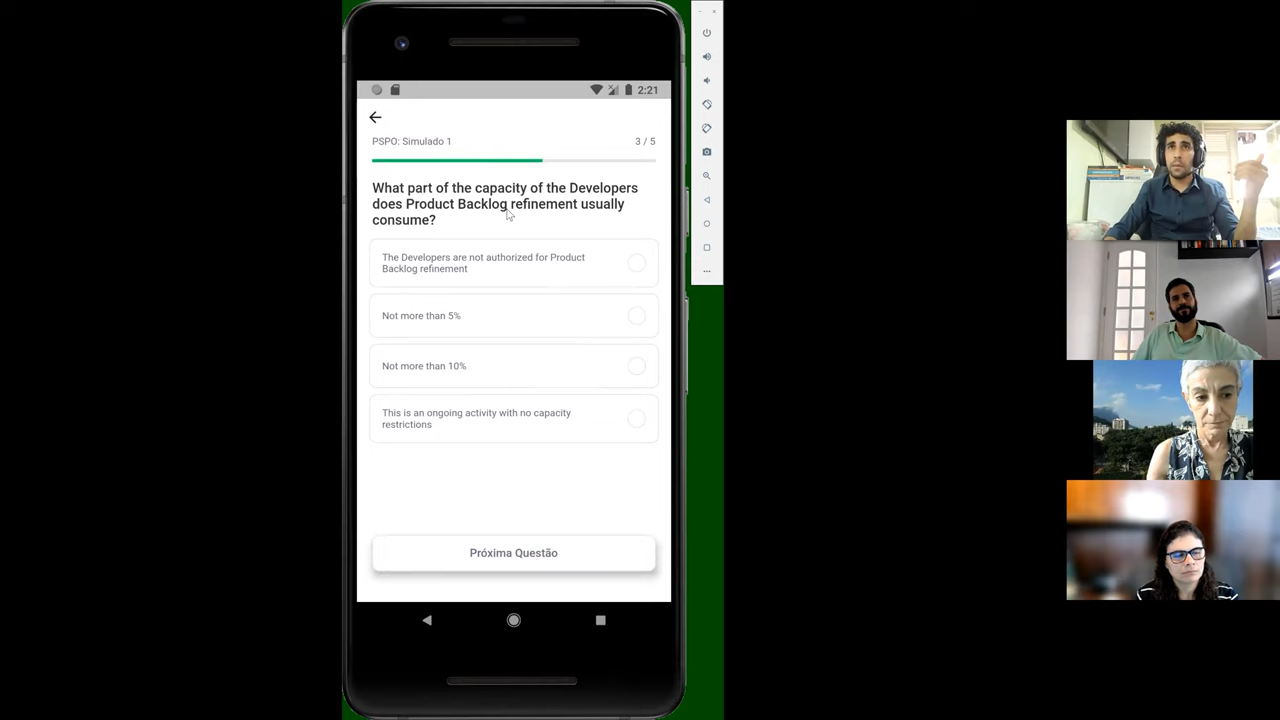 2:21
PSPO: Simulado 1
3 / 5
What part of the capacity of the Developers
does Product Backlog refinement usually
consume?
The Developers are not authorized for Product
Backlog refinement
Not more than 5%
Not more than 10%
This is an ongoing activity with no capacity
restrictions
Próxima Questão